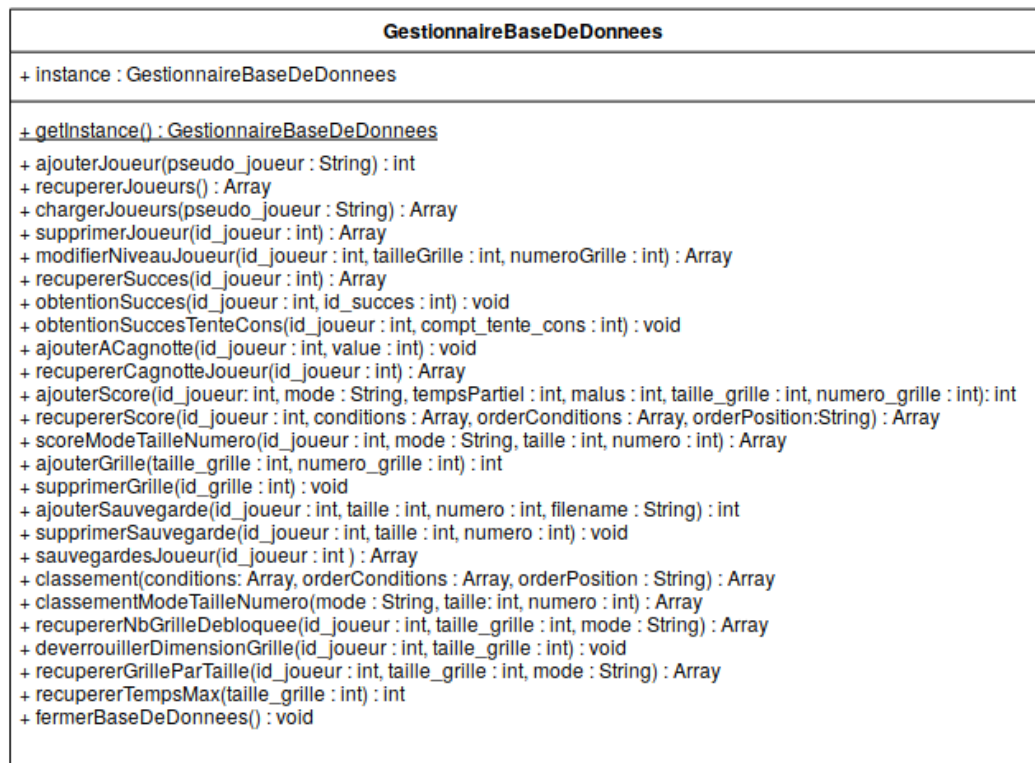 GestionnaireBaseDeDonnees
+ instance : GestionnaireBaseDeDonnees
+ getInstance() : GestionnaireBaseDeDonnees
+ ajouterJoueur(pseudo_joueur : String) : int
+ recupererJoueurs() : Array
+ chargerJoueurs(pseudo_joueur : String) : Array
+ supprimerJoueur(id_joueur : int) : Array
+ modifierNiveauJoueur(id_joueur : int, tailleGrille : int, numeroGrille : int) : Array
+ recupererSucces(id_joueur : int) : Array
+ obtentionSucces(id_joueur : int, id_succes : int) : void
+ obtentionSuccesTenteCons(id_joueur : int, compt_tente_cons : int) : void
+ ajouterACagnotte(id_joueur : int, value : int) : void
+ recupererCagnotteJoueur(id_joueur : int) : Array
+ ajouterScore(id_joueur: int, mode : String, tempsPartiel : int, malus : int, taille_grille : int, numero_grille : int): int
+ recupererScore(id_joueur : int, conditions : Array, orderConditions : Array, orderPosition:String) : Array
+ scoreModeTailleNumero(id_joueur : int, mode : String, taille : int, numero : int) : Array
+ ajouterGrille(taille_grille : int, numero_grille : int) : int
+ supprimerGrille(id_grille : int) : void
+ ajouterSauvegarde(id_joueur : int, taille : int, numero : int, filename : String) : int
+ supprimerSauvegarde(id_joueur : int, taille : int, numero : int) : void
+ sauvegardesJoueur(id_joueur : int ) : Array
+ classement(conditions: Array, orderConditions : Array, orderPosition : String) : Array
+ classementModeTailleNumero(mode : String, taille: int, numero : int) : Array
+ recupererNbGrilleDebloquee(id_joueur : int, taille_grille : int, mode : String) : Array
+ deverrouillerDimensionGrille(id_joueur : int, taille_grille : int) : void
+ recupererGrilleParTaille(id_joueur : int, taille_grille : int, mode : String) : Array
+ recupererTempsMax(taille_grille : int) : int
+ fermerBaseDeDonnees() : void